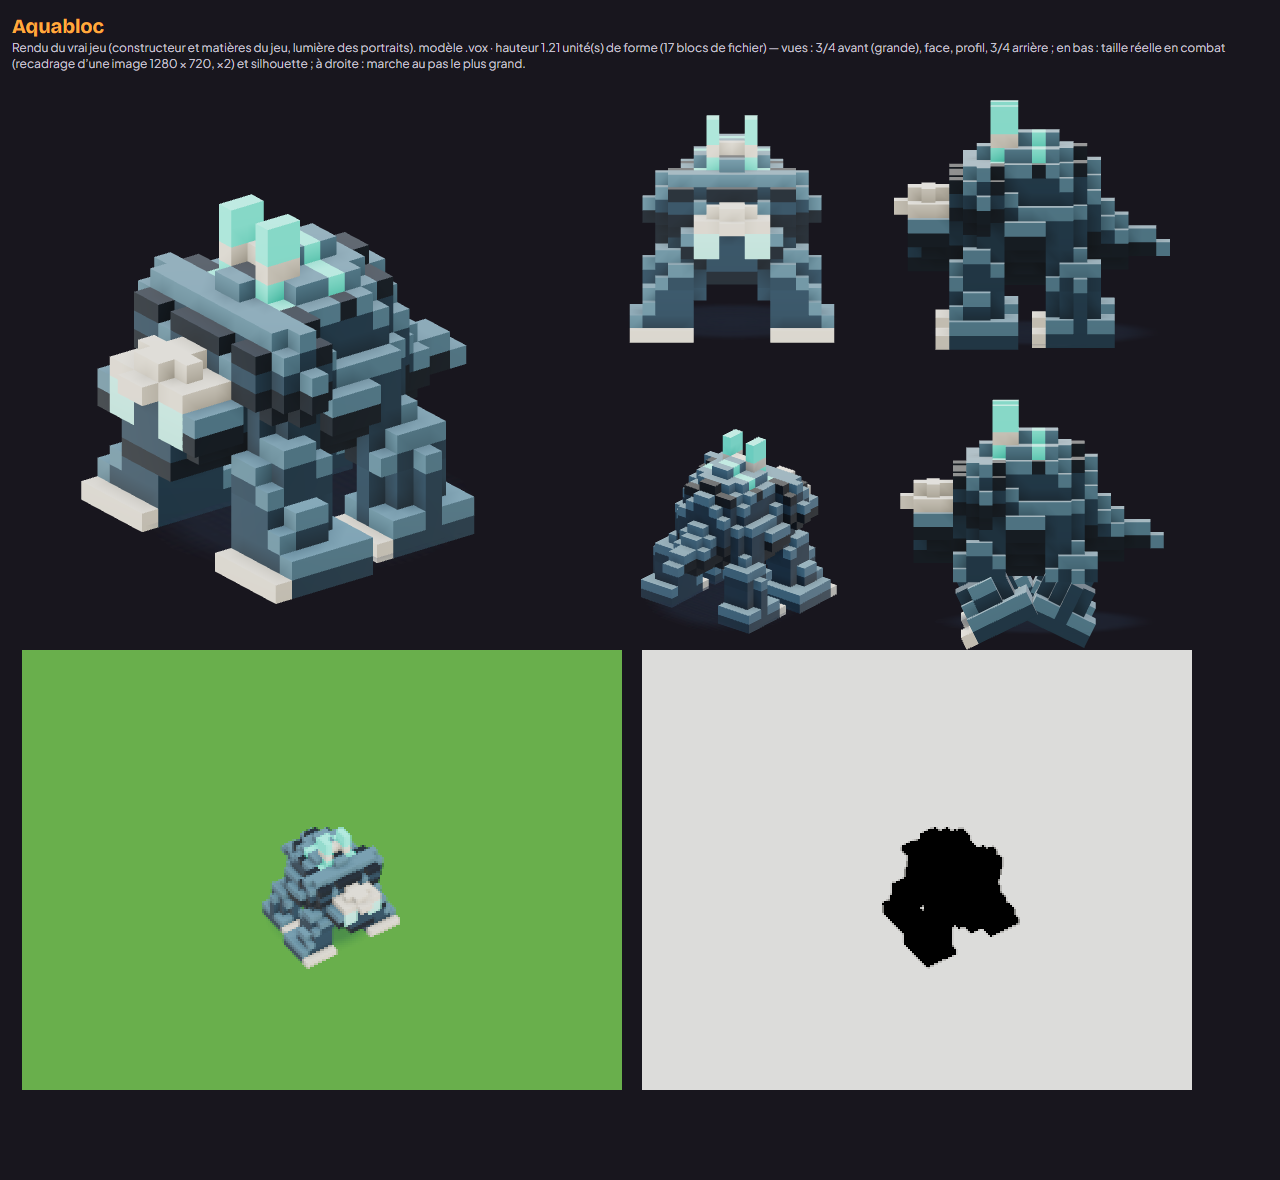 Aquabloc
Rendu du vrai jeu (constructeur et matières du jeu, lumière des portraits). modèle .vox · hauteur 1.21 unité(s) de forme (17 blocs de fichier) — vues : 3/4 avant (grande), face, profil, 3/4 arrière ; en bas : taille réelle en combat
(recadrage d'une image 1280 × 720, ×2) et silhouette ; à droite : marche au pas le plus grand.